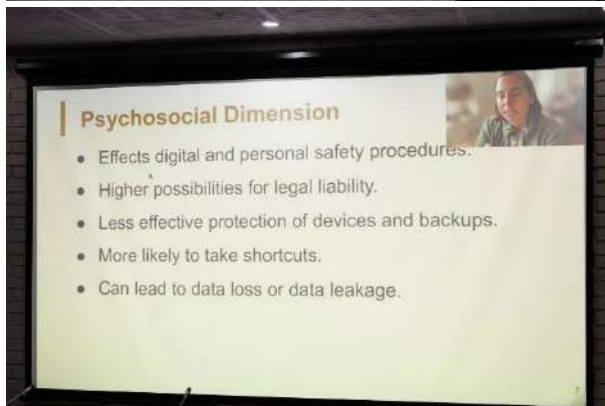 Psychosocial Dimension
● Effects digital and personal safety procedures.
● Higher possibilities for legal liability.
● Less effective protection of devices and backups.
● More likely to take shortcuts.
● Can lead to data loss or data leakage.
7